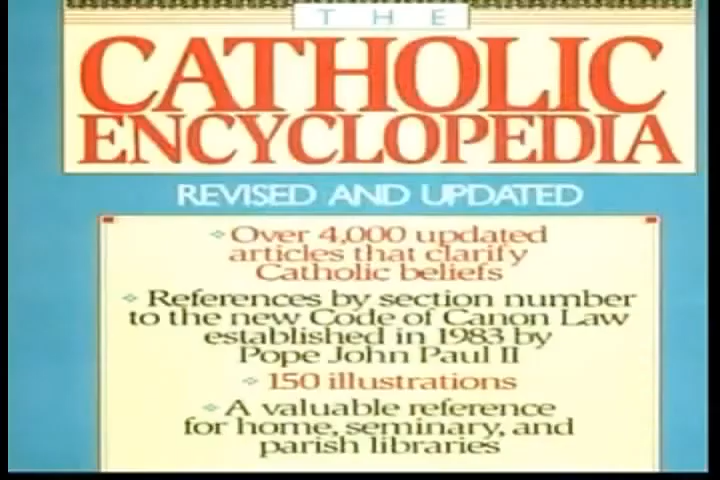 THE
CATHOLIC
ENCYCLOPEDIA
REVISED AND UPDATED
Over 4,000 updated
articles that clarify
Catholic beliefs
References by section number
to the new Code of Canon Law
established in 1983 by
Pope John Paul II
150 illustrations
A valuable reference
for home, seminary, and
parish libraries